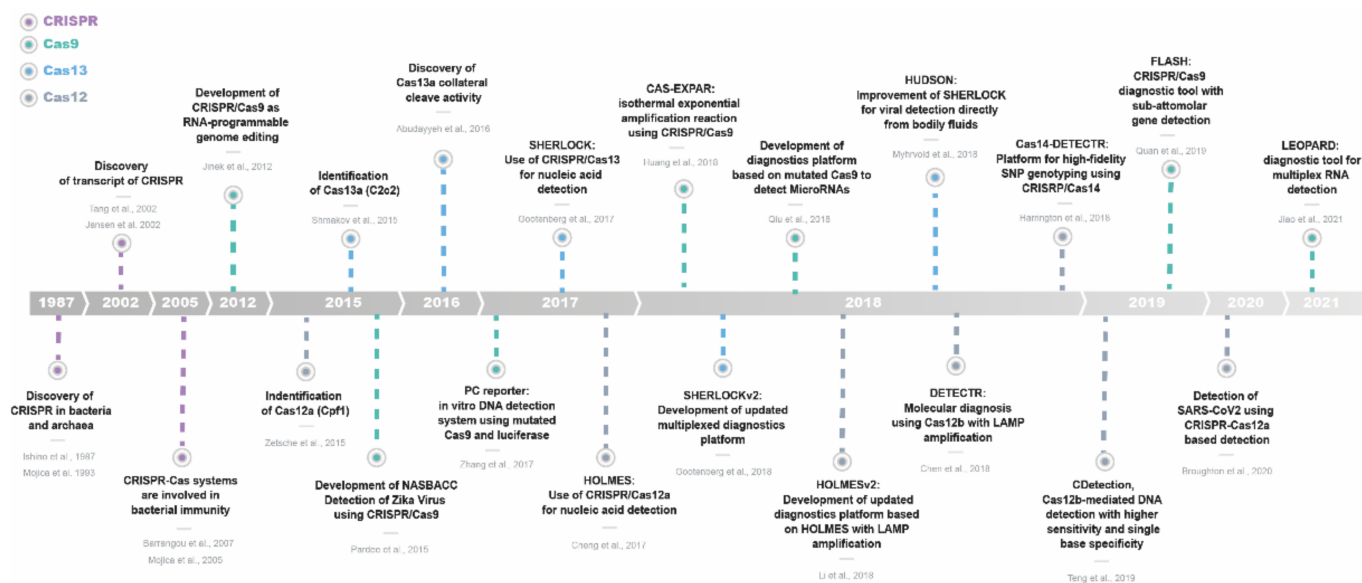 CRISPR
Cas9
Cas13
Cas12
Discovery
of transcript of CRISPR
Tang et al., 2002
Jansen et al. 2002
Development of
CRISPR/Cas9 as
RNA-programmable
genome editing
Jinek et al., 2012
Identification
of Cas13a (C2c2)
Shmakov et al., 2015
Discovery of
Cas13a collateral
cleave activity
Abudayyeh et al., 2016
SHERLOCK:
Use of CRISPR/Cas13
for nucleic acid
detection
Gootenberg et al., 2017
CAS-EXPAR:
isothermal exponential
amplification reaction
using CRISPR/Cas9
Huang et al., 2018
Development of
diagnostics platform
based on mutated Cas9 to
detect MicroRNAs
Qiu et al., 2018
HUDSON:
Improvement of SHERLOCK
for viral detection directly
from bodily fluids
Myhrvold et al., 2018
Cas14-DETECTR:
Platform for high-fidelity
SNP genotyping using
CRISRP/Cas14
Harrington et al., 2018
FLASH:
CRISPR/Cas9
diagnostic tool with
sub-attomolar
gene detection
Quan et al., 2019
LEOPARD:
diagnostic tool for
multiplex RNA
detection
Jiao et al., 2021
1987 2002 2005 2012 2015 2016 2017 2018 2019 2020 2021
Discovery of
CRISPR in bacteria
and archaea
Ishino et al., 1987
Mojica et al. 1993
CRISPR-Cas systems
are involved in
bacterial immunity
Barrangou et al., 2007
Mojica et al., 2005
Indentification
of Cas12a (Cpf1)
Zetsche et al., 2015
Development of NASBACC
Detection of Zika Virus
using CRISPR/Cas9
Pardee et al., 2015
PC reporter:
in vitro DNA detection
system using mutated
Cas9 and luciferase
Zhang et al., 2017
HOLMES:
Use of CRISPR/Cas12a
for nucleic acid detection
Cheng et al., 2017
SHERLOCKv2:
Development of updated
multiplexed diagnostics
platform
Gootenberg et al., 2018
HOLMESv2:
Development of updated
diagnostics platform based
on HOLMES with LAMP
amplification
Li et al., 2018
DETECTR:
Molecular diagnosis
using Cas12b with LAMP
amplification
Chen et al., 2018
CDetection,
Cas12b-mediated DNA
detection with higher
sensitivity and single
base specificity
Teng et al., 2019
Detection of
SARS-CoV2 using
CRISPR-Cas12a
based detection
Broughton et al., 2020